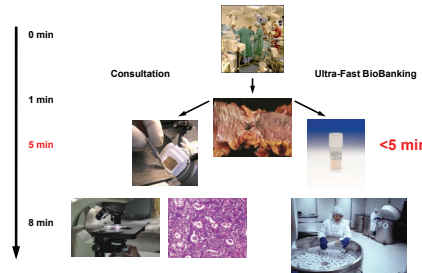 0 min
Consultation
Ultra-Fast BioBanking
1 min
5 min
<5 min
8 min